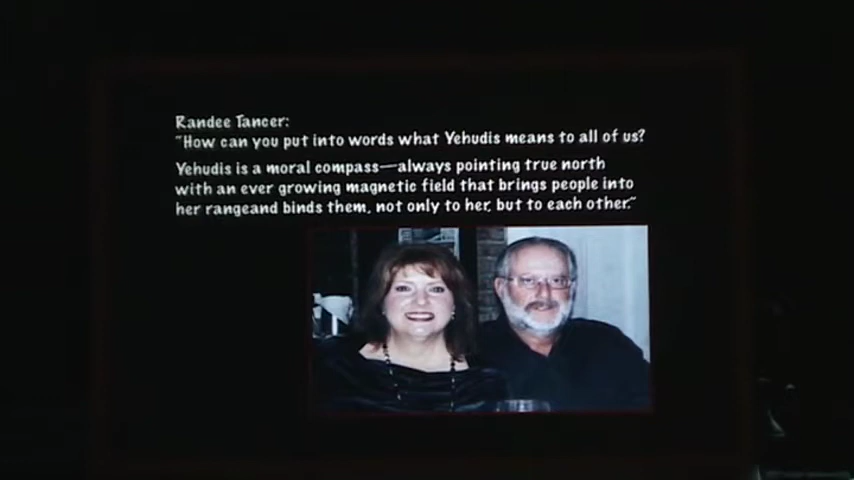 Randee Tancer:
"How can you put into words what Yehudis means to all of us?
Yehudis is a moral compass—always pointing true north
with an ever growing magnetic field that brings people into
her rangeand binds them, not only to her, but to each other."